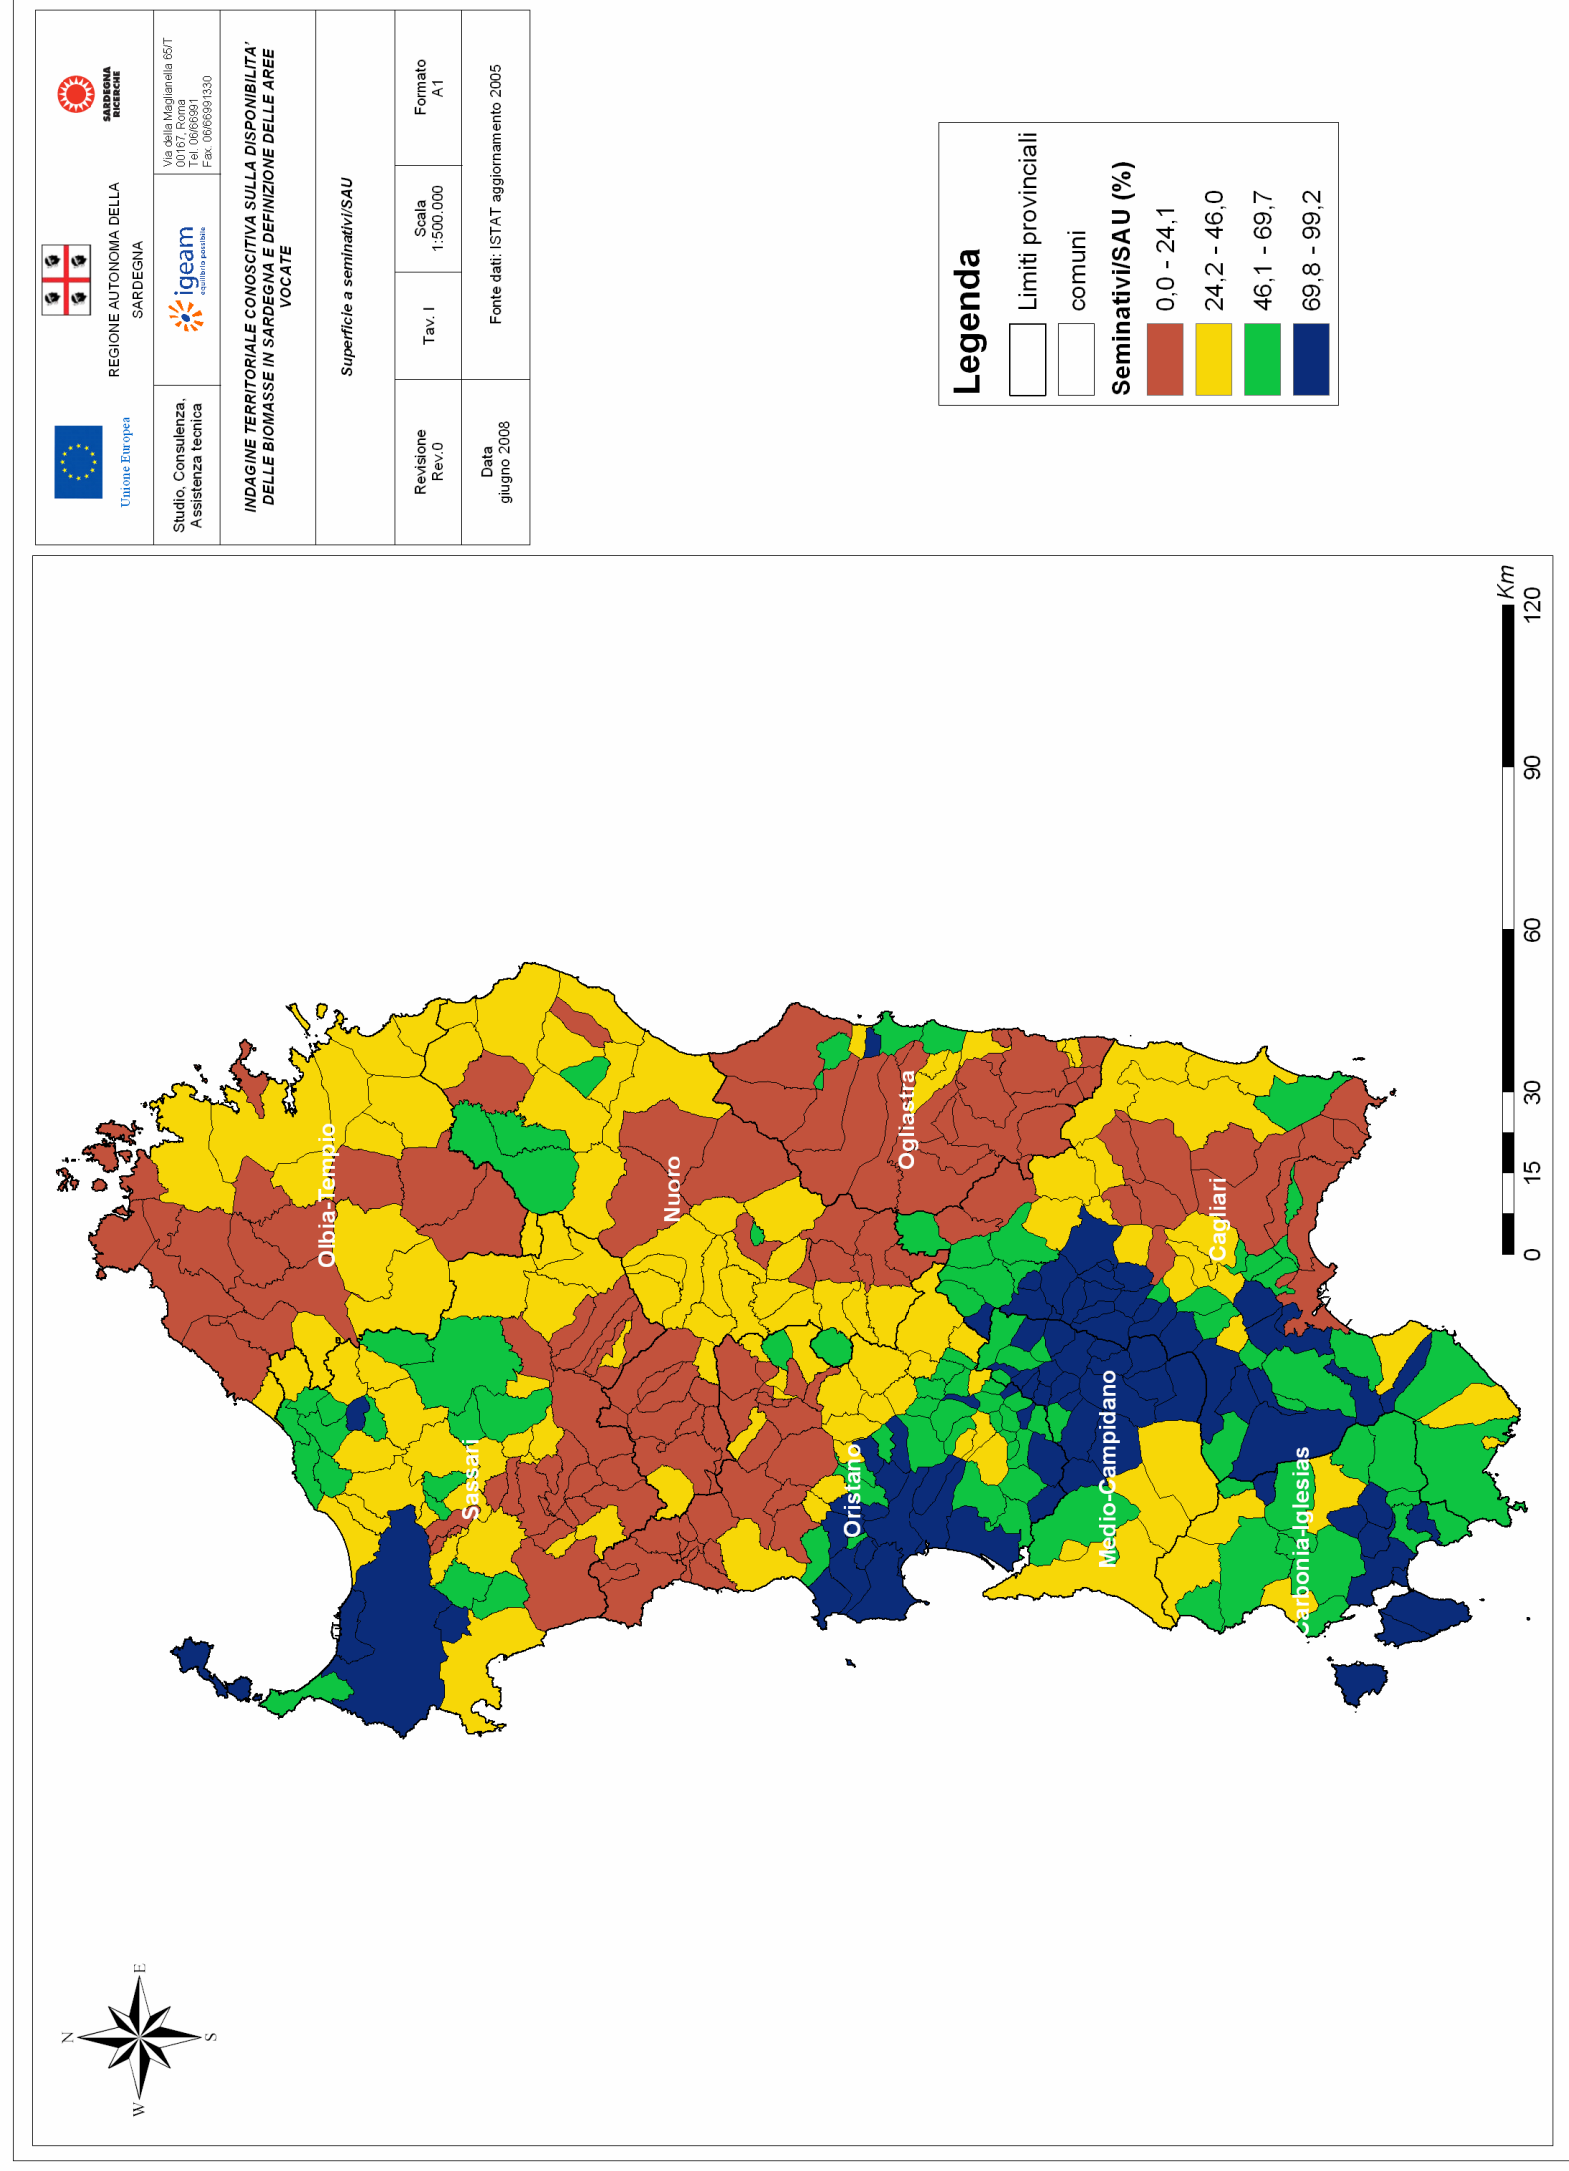 Unione Europea
REGIONE AUTONOMA DELLA
SARDEGNA
SARDEGNA
RICERCHE
Studio, Consulenza,
Assistenza tecnica
igeam
equilibrio possibile
Via della Maglianella 65/T
00167, Roma
Tel. 06/66991
Fax. 06/66991330
INDAGINE TERRITORIALE CONOSCITIVA SULLA DISPONIBILITA'
DELLE BIOMASSE IN SARDEGNA E DEFINIZIONE DELLE AREE
VOCATE
Superficie a seminativi/SAU
Revisione
Rev.0
Tav. I
Scala
1:500.000
Formato
A1
Data
giugno 2008
Fonte dati: ISTAT aggiornamento 2005
Legenda
Limiti provinciali
comuni
Seminativi/SAU (%)
0,0 - 24,1
24,2 - 46,0
46,1 - 69,7
69,8 - 99,2
N
W
E
S
Olbia-Tempio
Sassari
Nuoro
Oristano
Ogliastra
Medio-Campidano
Cagliari
Carbonia-Iglesias
Km
0
15
30
60
90
120